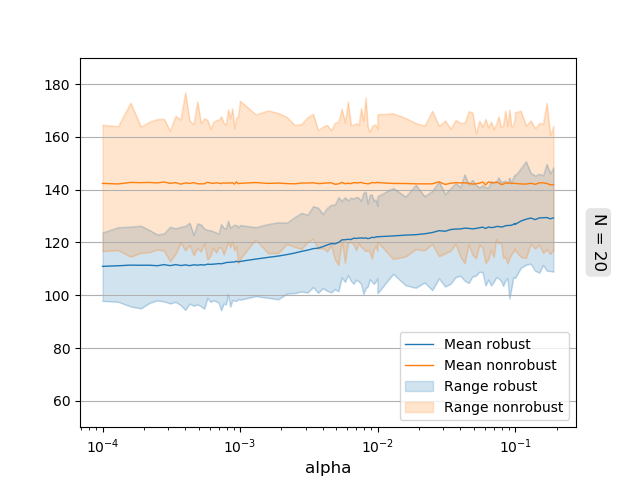 180
160
140
120
100
80
60
10⁻⁴
10⁻³
10⁻²
10⁻¹
alpha
N = 20
Mean robust
Mean nonrobust
Range robust
Range nonrobust